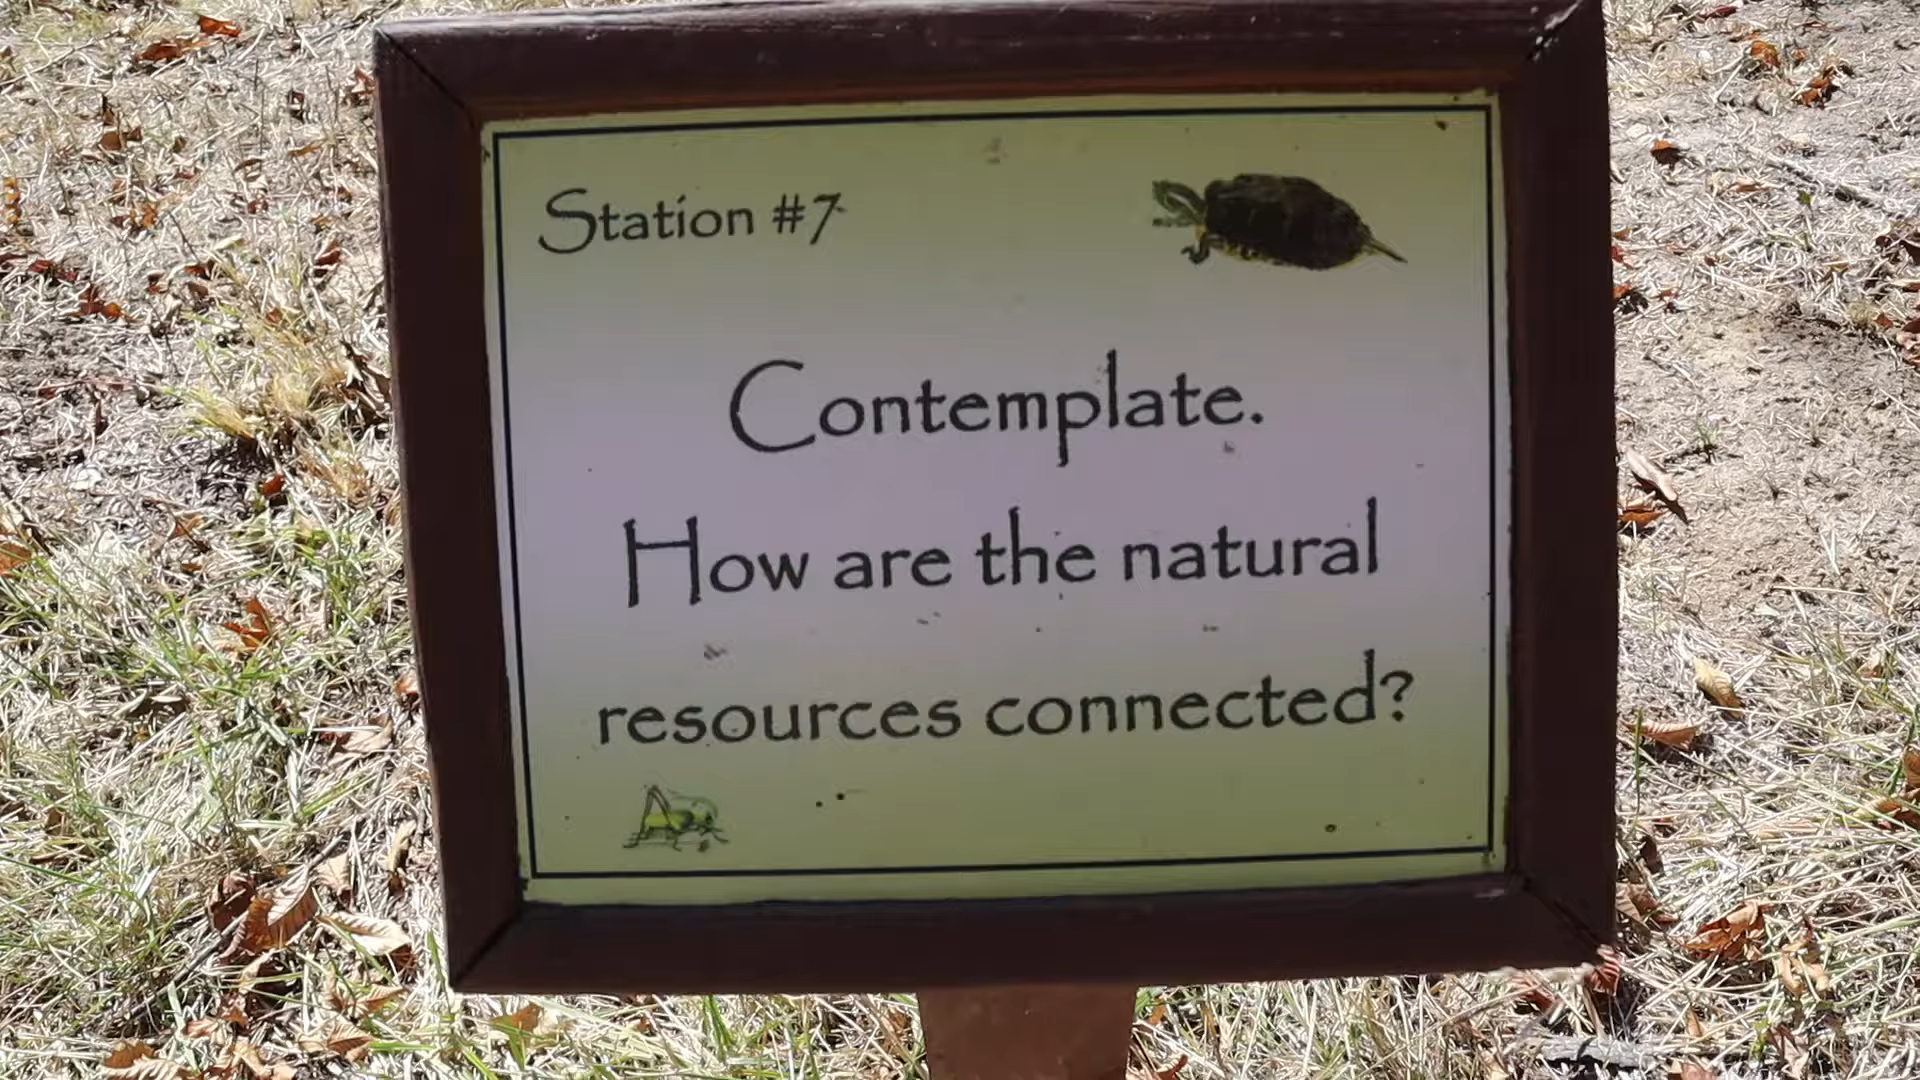 Station #7
Contemplate.
How are the natural
resources connected?